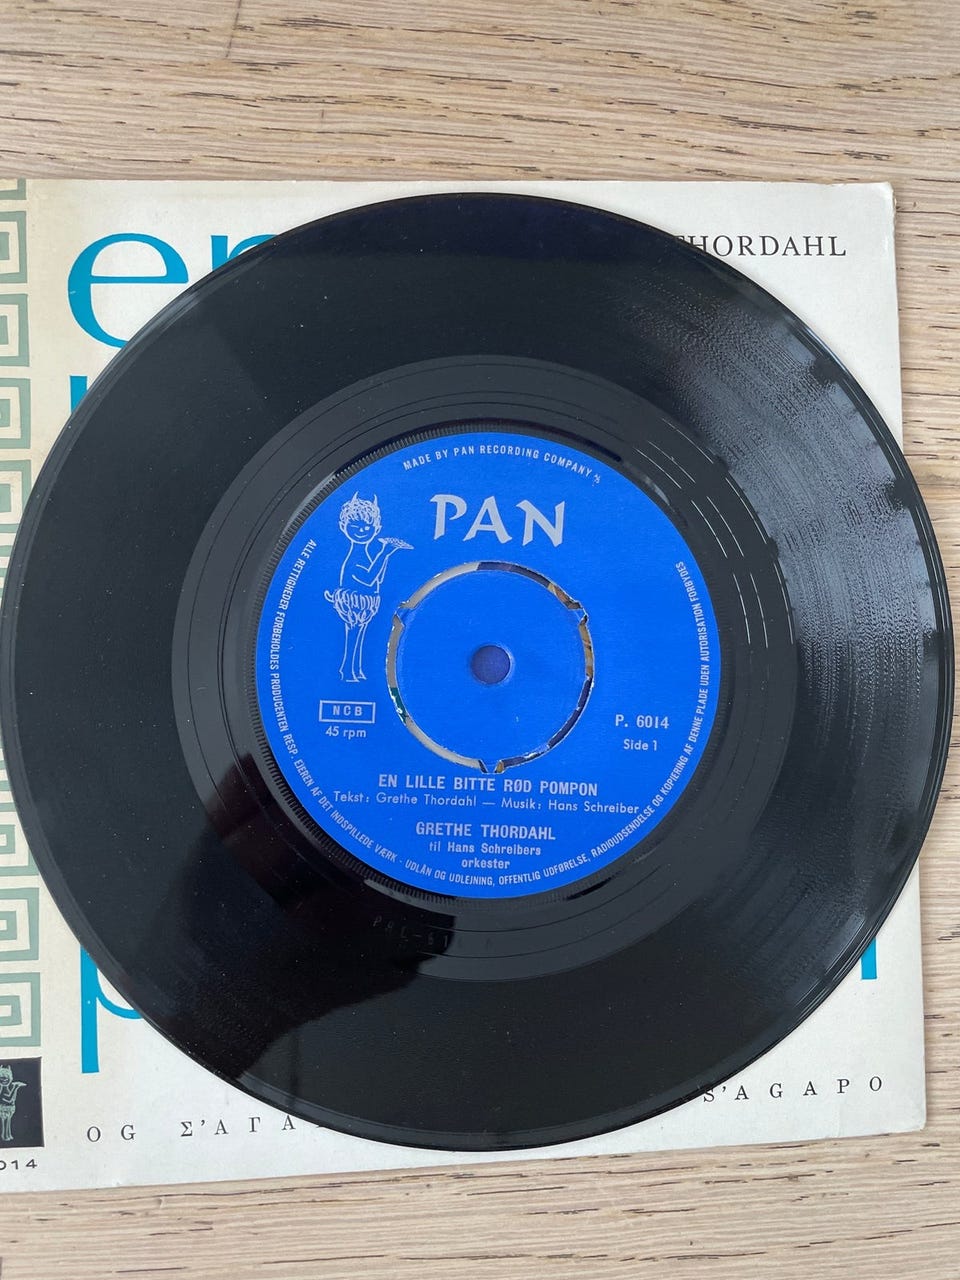 THORDAHL
en
MADE BY PAN RECORDING COMPANY A/S
PAN
NCB
45 rpm
P. 6014
Side 1
EN LILLE BITTE RØD POMPON
Tekst: Grethe Thordahl — Musik: Hans Schreiber
GRETHE THORDAHL
til Hans Schreibers
orkester
ALLE RETTIGHEDER FORBEHOLDES PRODUCENTEN RESP. EJEREN AF DET INDSPILLEDE VÆRK · UDLÅN OG UDLEJNING, OFFENTLIG UDFØRELSE, RADIOUDSENDELSE OG KOPIERING AF DENNE PLADE UDEN AUTORISATION FORBYDES
p
OG Σ'ΑΓΑ
S'AGAPO
014